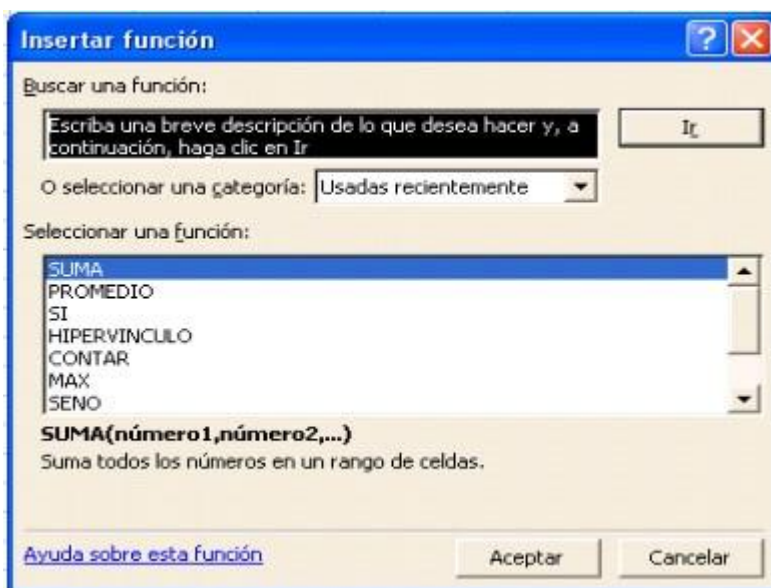 Insertar función
Buscar una función:
Escriba una breve descripción de lo que desea hacer y, a
continuación, haga clic en Ir
Ir
O seleccionar una categoría: Usadas recientemente
Seleccionar una función:
SUMA
PROMEDIO
SI
HIPERVINCULO
CONTAR
MAX
SENO
SUMA(número1,número2,...)
Suma todos los números en un rango de celdas.
Ayuda sobre esta función
Aceptar
Cancelar